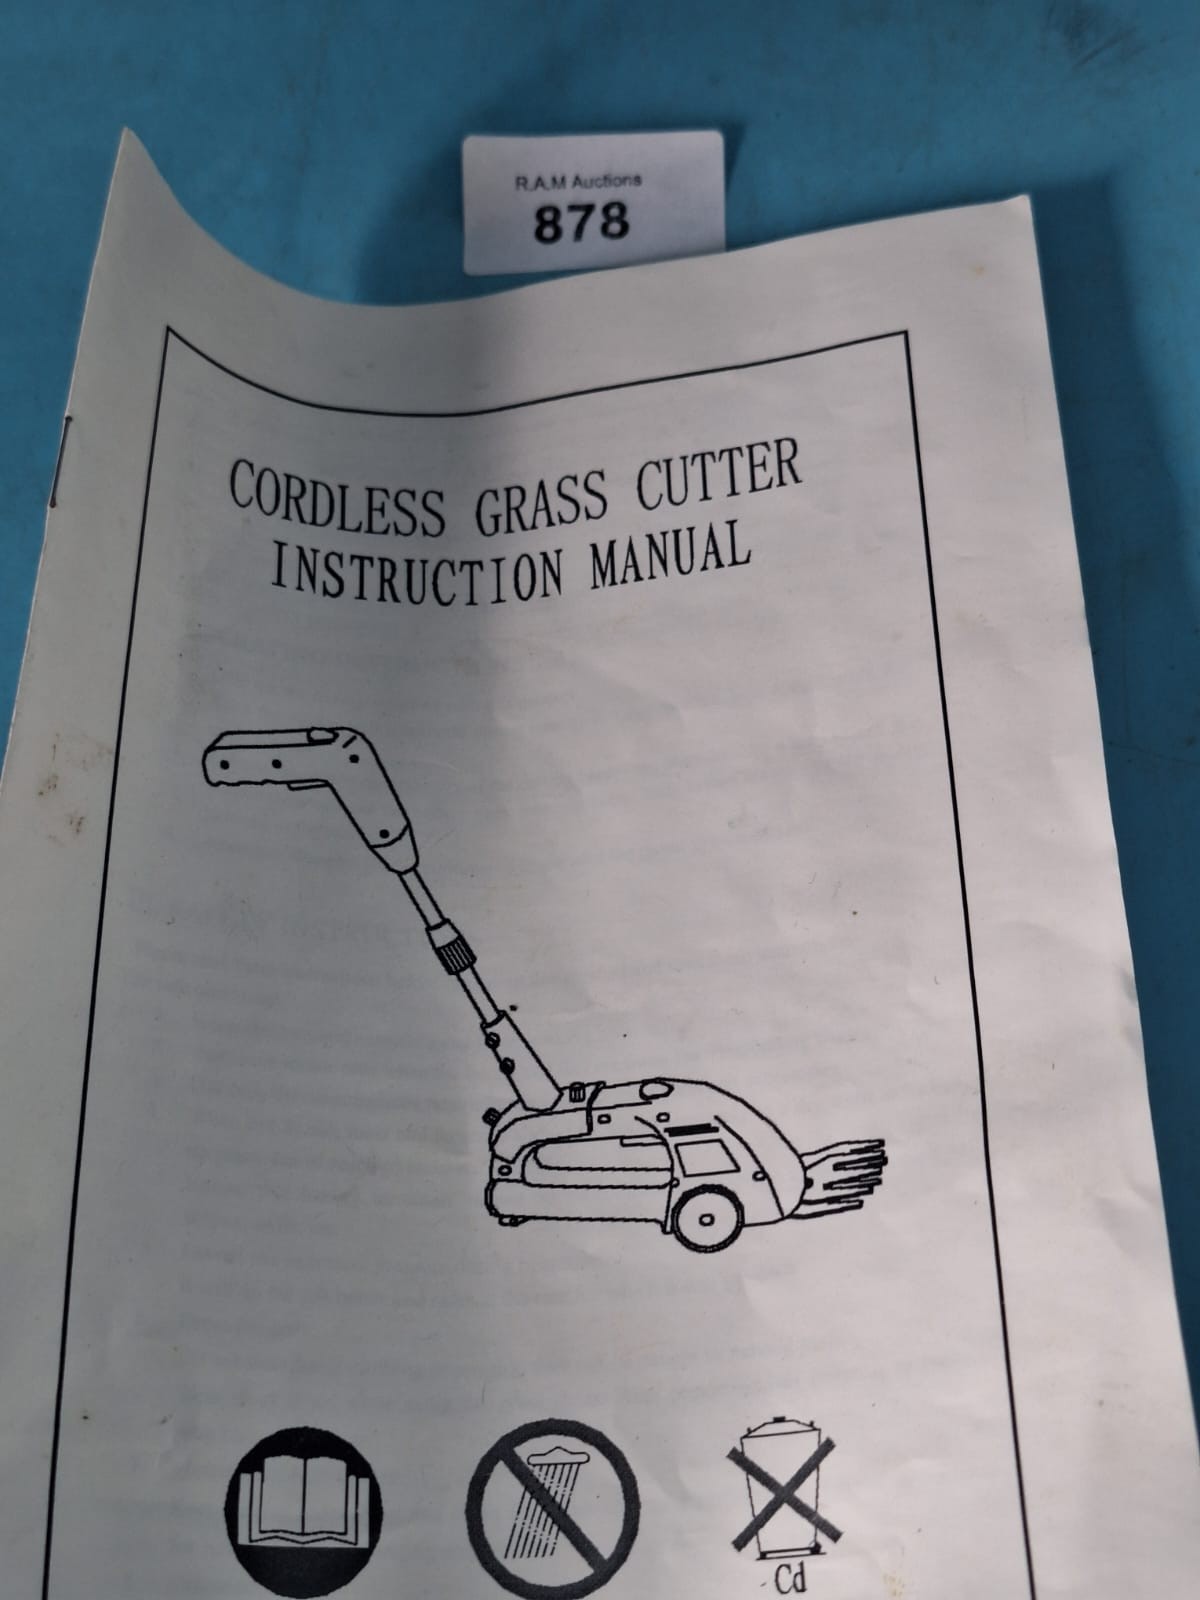 R.A.M Auctions
878
CORDLESS GRASS CUTTER
INSTRUCTION MANUAL
Cd